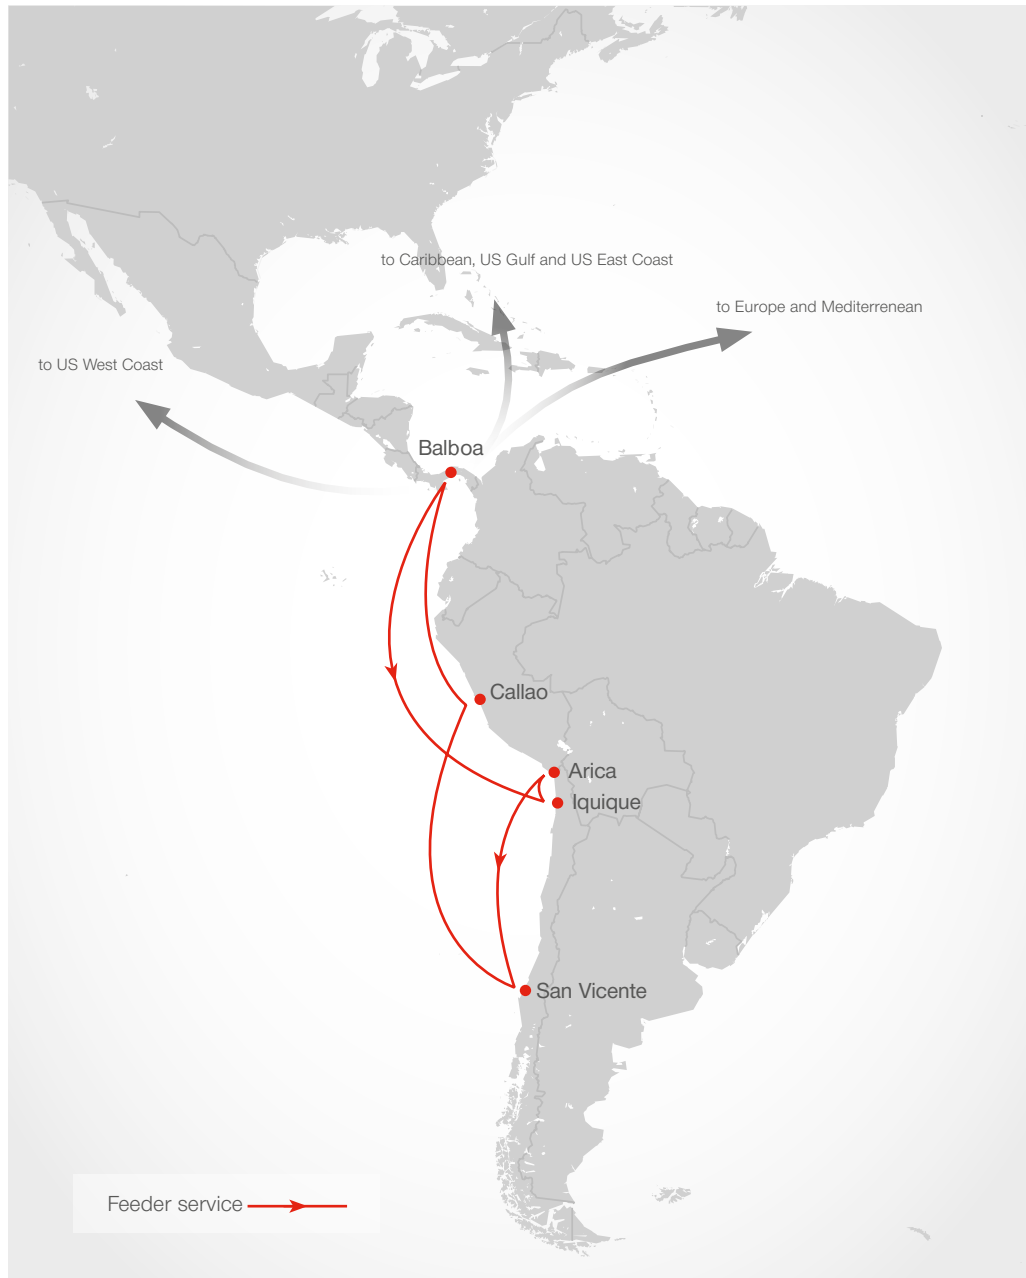 to Caribbean, US Gulf and US East Coast
to Europe and Mediterrenean
to US West Coast
Balboa
Callao
Arica
Iquique
San Vicente
Feeder service